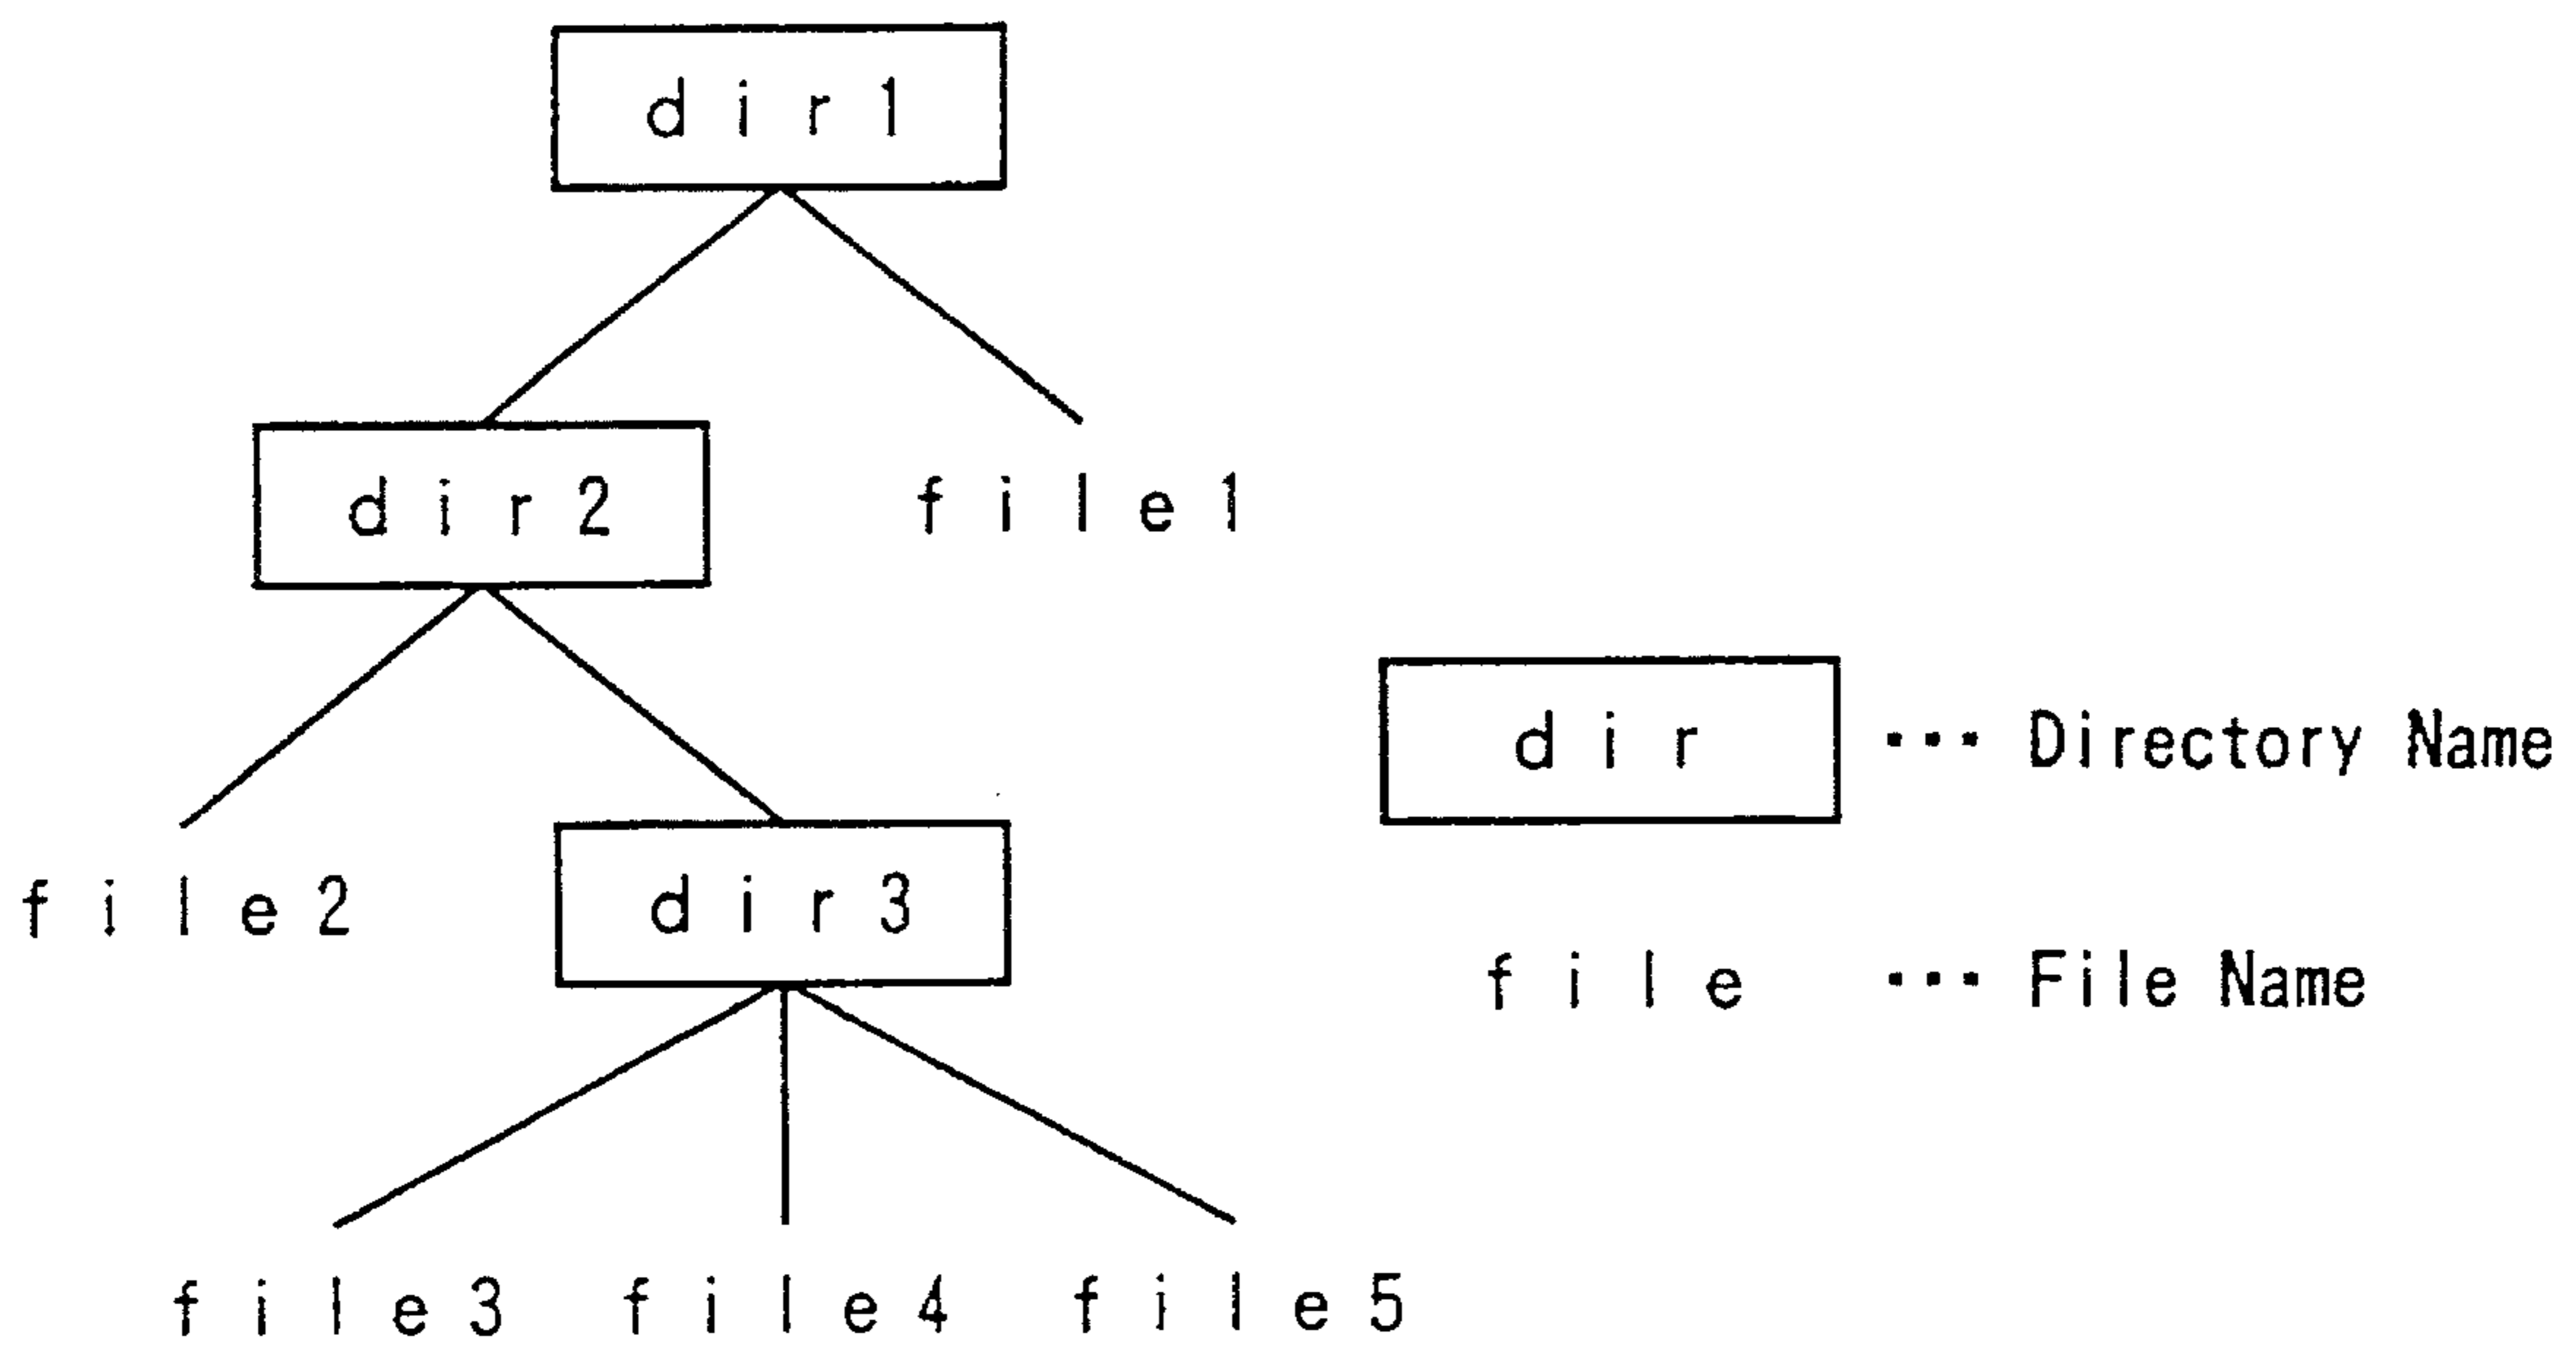 dir1
dir2 file1
dir ··· Directory Name
file2 dir3
file ··· File Name
file3 file4 file5